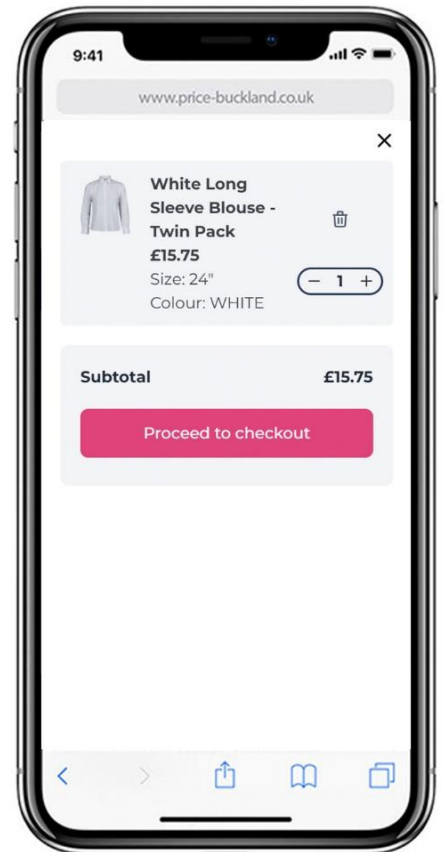 9:41
www.price-buckland.co.uk
White Long
Sleeve Blouse -
Twin Pack
£15.75
Size: 24"
Colour: WHITE
− 1 +
Subtotal £15.75
Proceed to checkout